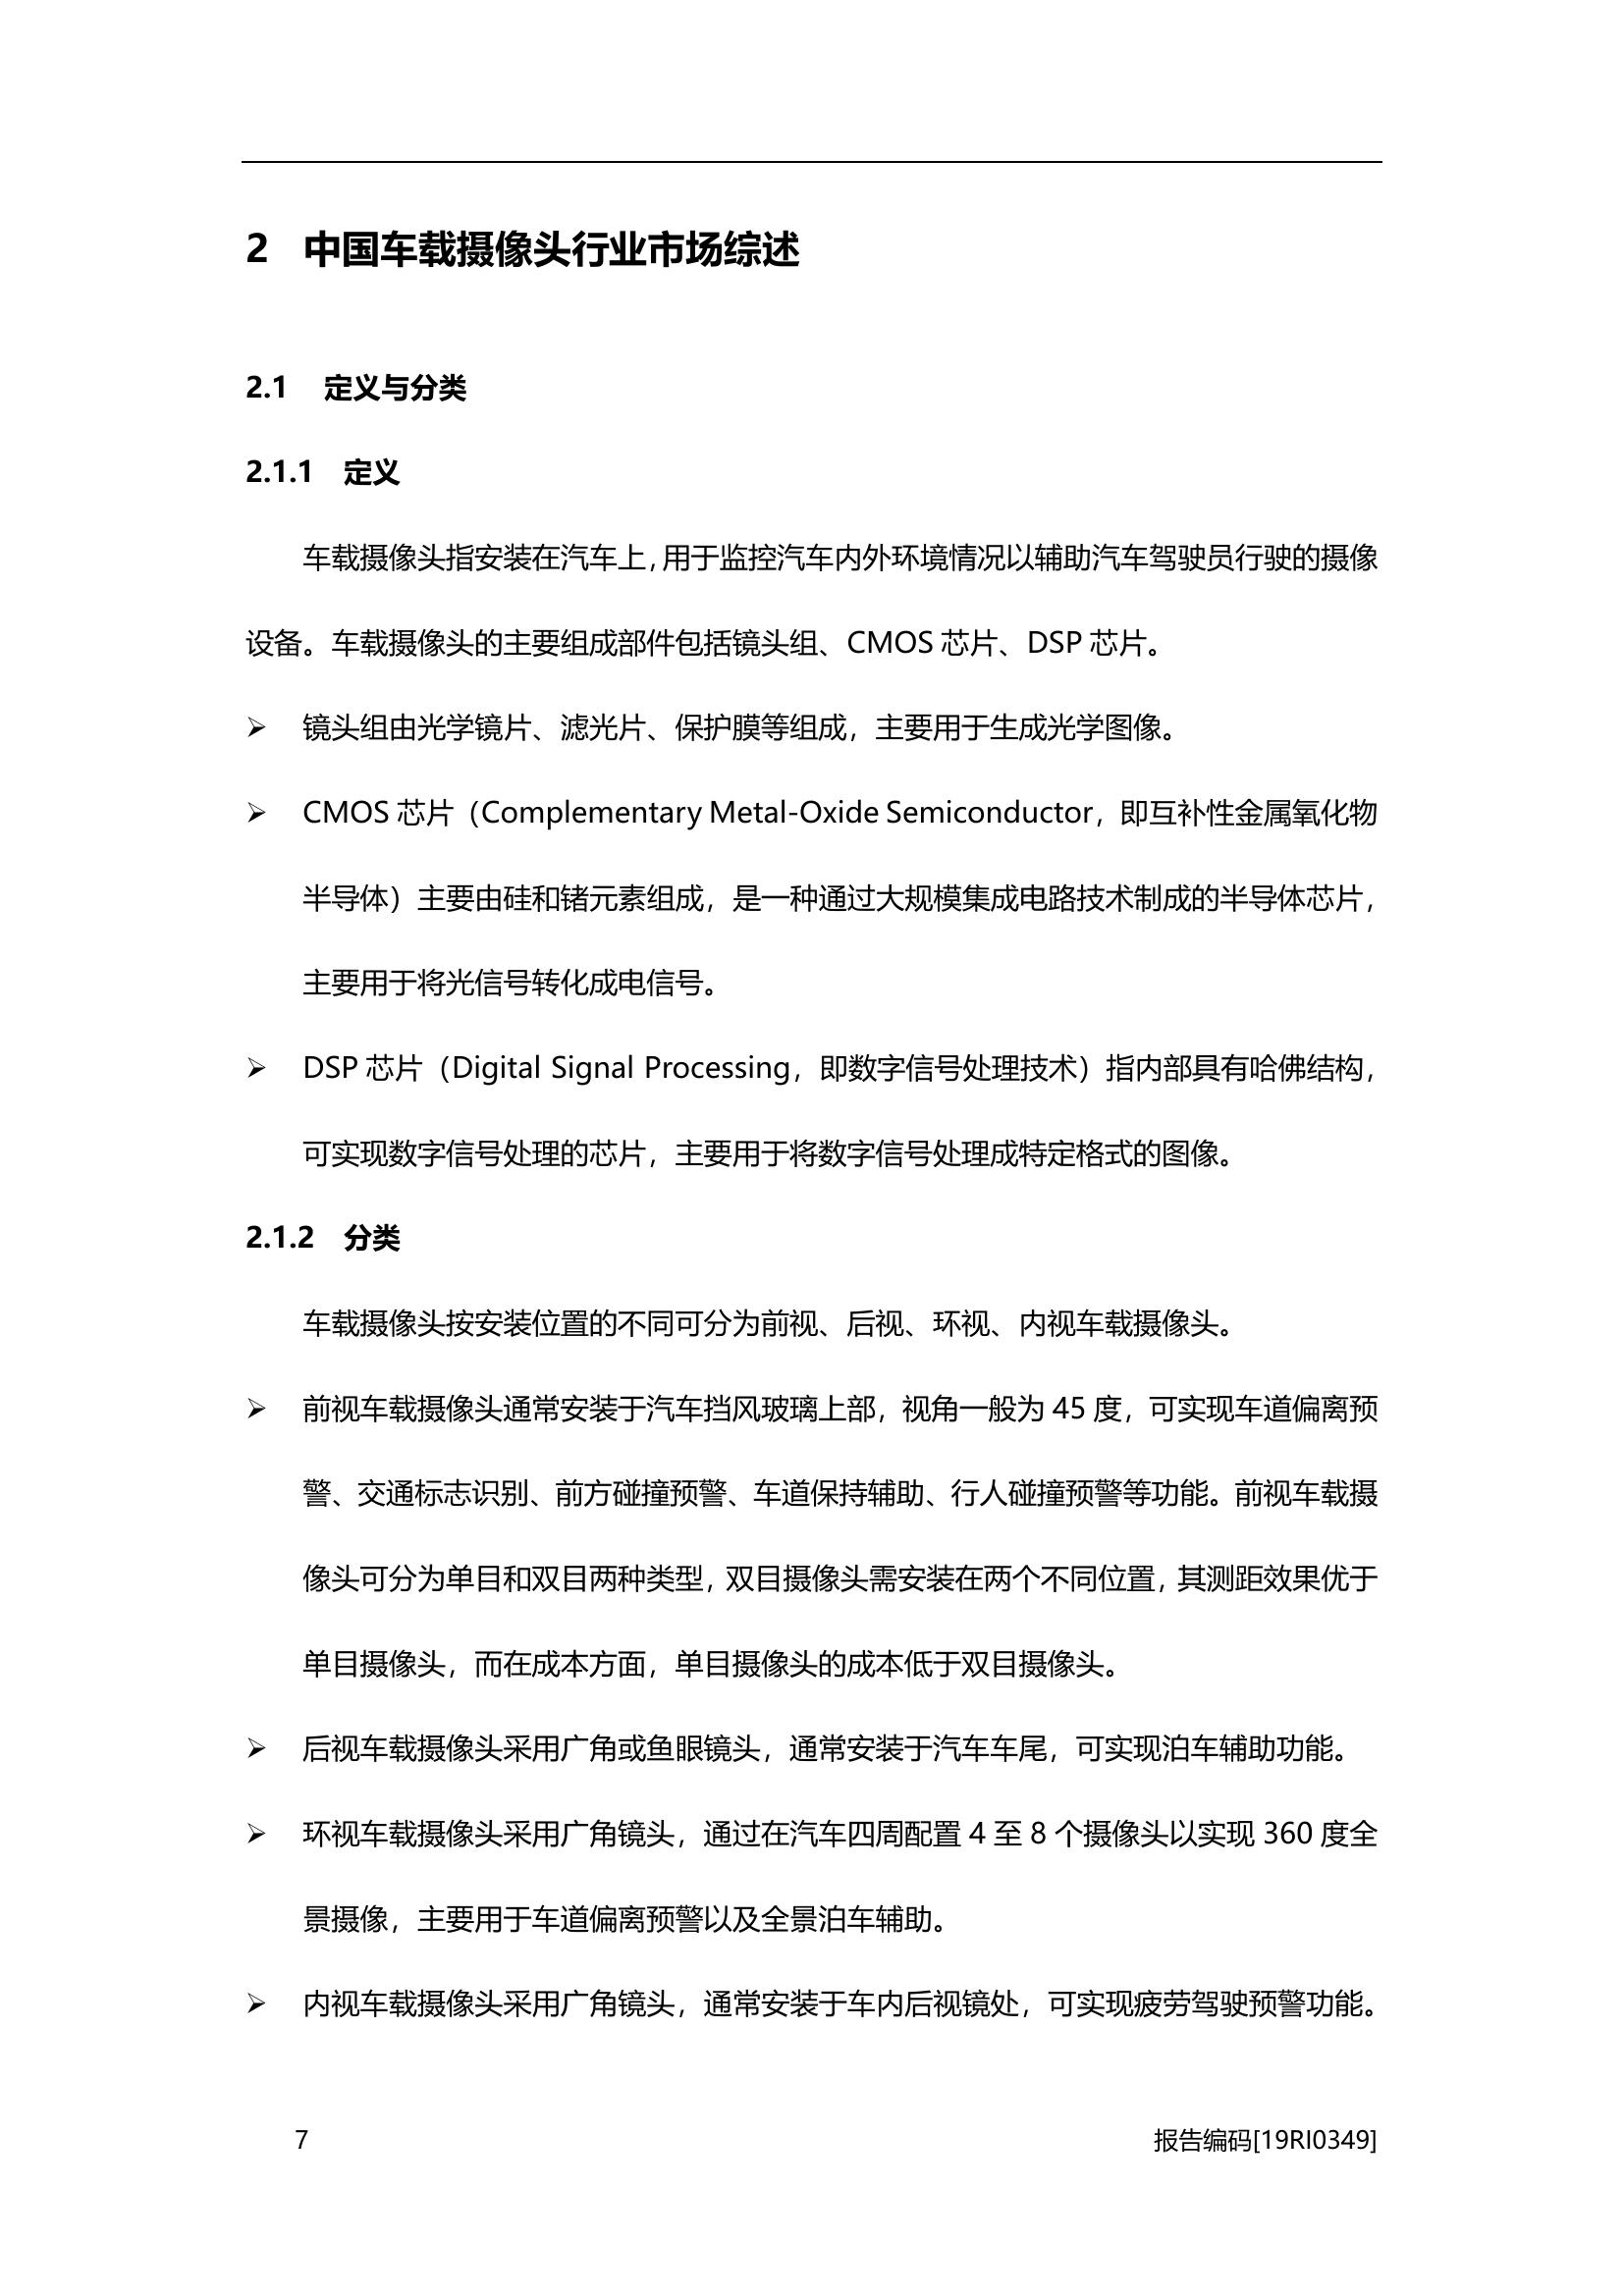 2 中国车载摄像头行业市场综述
2.1 定义与分类
2.1.1 定义
车载摄像头指安装在汽车上，用于监控汽车内外环境情况以辅助汽车驾驶员行驶的摄像
设备。车载摄像头的主要组成部件包括镜头组、CMOS 芯片、DSP 芯片。
➢ 镜头组由光学镜片、滤光片、保护膜等组成，主要用于生成光学图像。
➢ CMOS 芯片（Complementary Metal-Oxide Semiconductor，即互补性金属氧化物
半导体）主要由硅和锗元素组成，是一种通过大规模集成电路技术制成的半导体芯片，
主要用于将光信号转化成电信号。
➢ DSP 芯片（Digital Signal Processing，即数字信号处理技术）指内部具有哈佛结构，
可实现数字信号处理的芯片，主要用于将数字信号处理成特定格式的图像。
2.1.2 分类
车载摄像头按安装位置的不同可分为前视、后视、环视、内视车载摄像头。
➢ 前视车载摄像头通常安装于汽车挡风玻璃上部，视角一般为 45 度，可实现车道偏离预
警、交通标志识别、前方碰撞预警、车道保持辅助、行人碰撞预警等功能。前视车载摄
像头可分为单目和双目两种类型，双目摄像头需安装在两个不同位置，其测距效果优于
单目摄像头，而在成本方面，单目摄像头的成本低于双目摄像头。
➢ 后视车载摄像头采用广角或鱼眼镜头，通常安装于汽车车尾，可实现泊车辅助功能。
➢ 环视车载摄像头采用广角镜头，通过在汽车四周配置 4 至 8 个摄像头以实现 360 度全
景摄像，主要用于车道偏离预警以及全景泊车辅助。
➢ 内视车载摄像头采用广角镜头，通常安装于车内后视镜处，可实现疲劳驾驶预警功能。
7 报告编码[19RI0349]